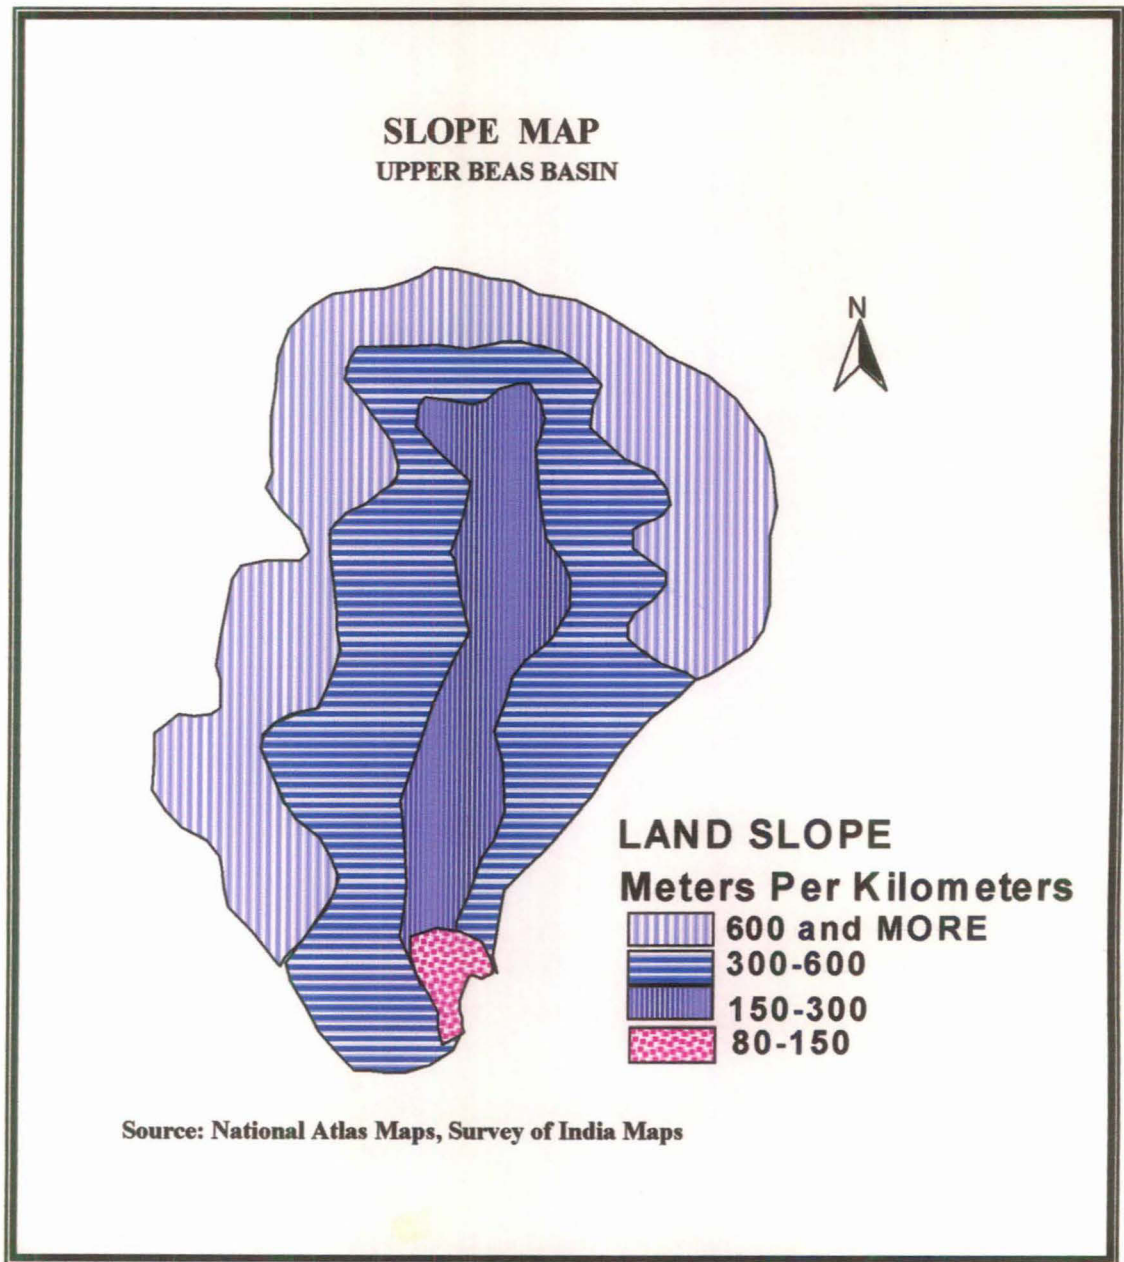 SLOPE MAP
UPPER BEAS BASIN
N
LAND SLOPE
Meters Per Kilometers
600 and MORE
300-600
150-300
80-150
Source: National Atlas Maps, Survey of India Maps